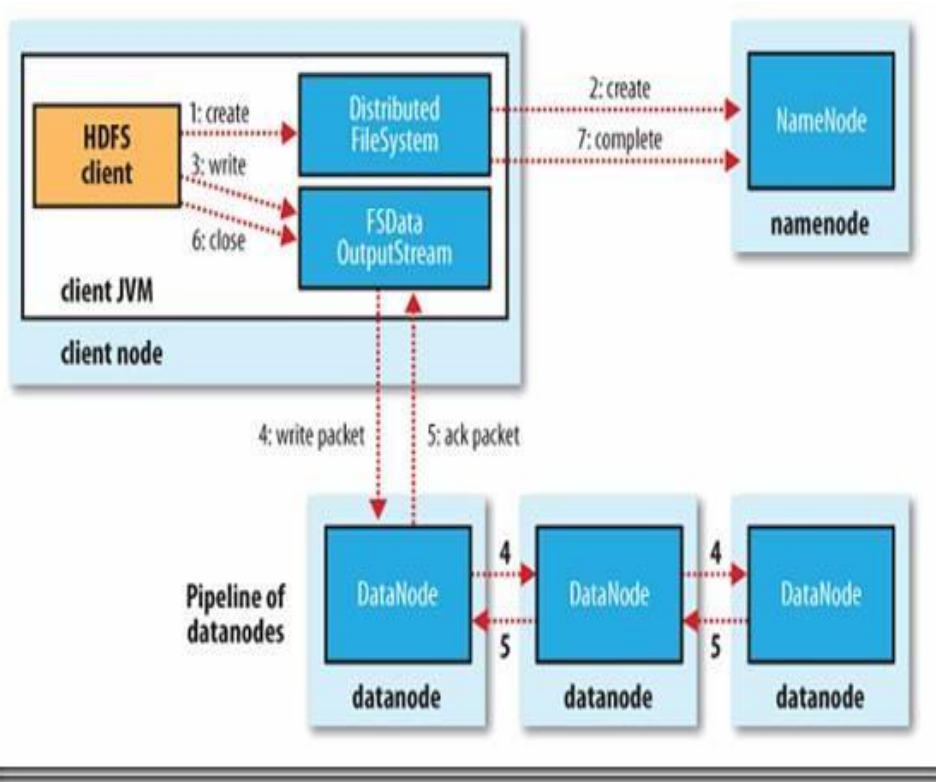 1: create
Distributed
FileSystem
2: create
NameNode
HDFS
client
7: complete
3: write
FSData
OutputStream
namenode
6: close
client JVM
client node
4: write packet
5: ack packet
Pipeline of
datanodes
DataNode
4
DataNode
4
DataNode
5
5
datanode
datanode
datanode